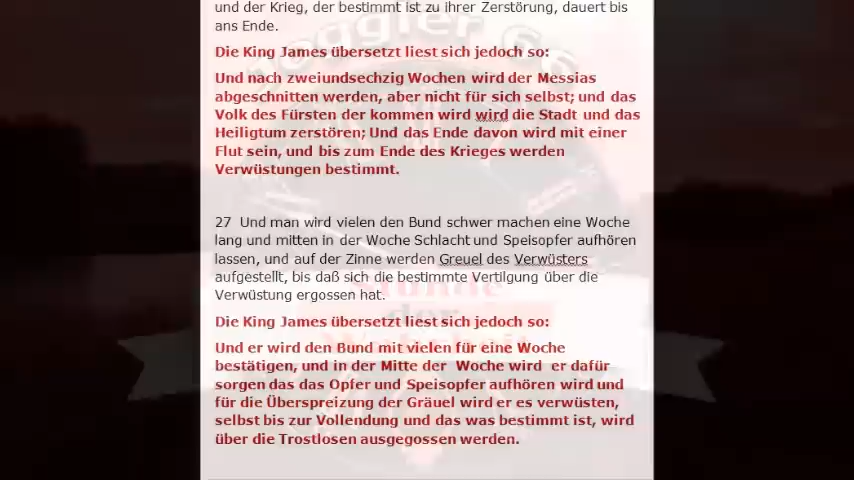 und der Krieg, der bestimmt ist zu ihrer Zerstörung, dauert bis
ans Ende.
Die King James übersetzt liest sich jedoch so:
Und nach zweiundsechzig Wochen wird der Messias
abgeschnitten werden, aber nicht für sich selbst; und das
Volk des Fürsten der kommen wird wird die Stadt und das
Heiligtum zerstören; Und das Ende davon wird mit einer
Flut sein, und bis zum Ende des Krieges werden
Verwüstungen bestimmt.
27 Und man wird vielen den Bund schwer machen eine Woche
lang und mitten in der Woche Schlacht und Speisopfer aufhören
lassen, und auf der Zinne werden Greuel des Verwüsters
aufgestellt, bis daß sich die bestimmte Vertilgung über die
Verwüstung ergossen hat.
Die King James übersetzt liest sich jedoch so:
Und er wird den Bund mit vielen für eine Woche
bestätigen, und in der Mitte der Woche wird er dafür
sorgen das das Opfer und Speisopfer aufhören wird und
für die Überspreizung der Gräuel wird er es verwüsten,
selbst bis zur Vollendung und das was bestimmt ist, wird
über die Trostlosen ausgegossen werden.
Joggler 66
Stunde
der
Wahrheit